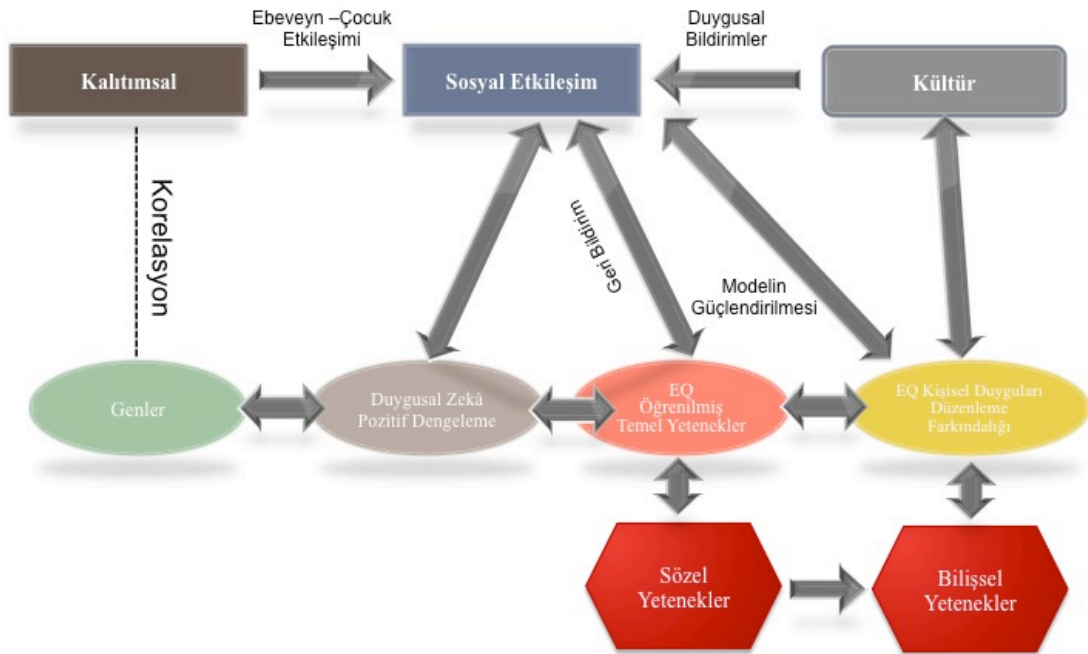 Ebeveyn –Çocuk
Etkileşimi
Duygusal
Bildirimler
Kalıtımsal
Sosyal Etkileşim
Kültür
Korelasyon
Geri Bildirim
Modelin
Güçlendirilmesi
Genler
Duygusal Zekâ
Pozitif Dengeleme
EQ
Öğrenilmiş
Temel Yetenekler
EQ Kişisel Duyguları
Düzenleme
Farkındalığı
Sözel
Yetenekler
Bilişsel
Yetenekler